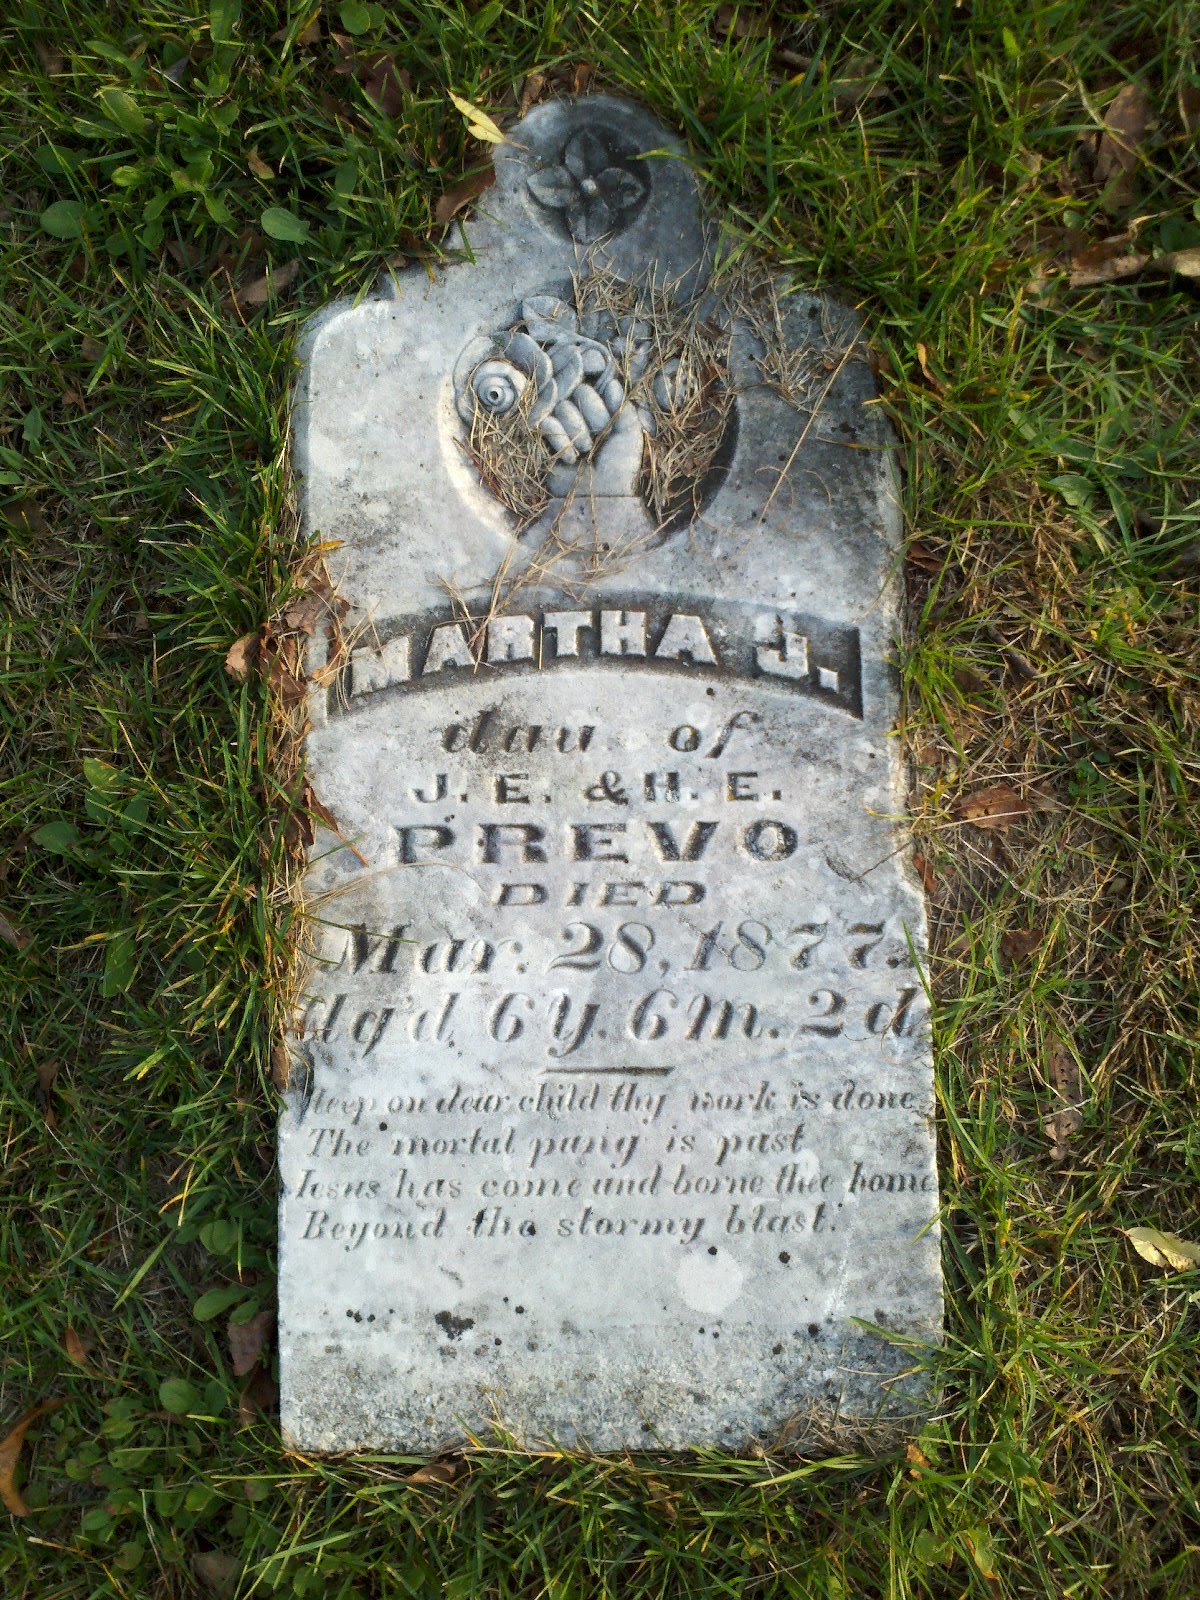 MARTHA J.
dau of
J. E. & H. E.
PREVO
DIED
Mar. 28, 1877.
Ag'd 6 y. 6 m. 2 d
Sleep on dear child thy work is done
The mortal pang is past
Jesus has come and borne thee home
Beyond the stormy blast.